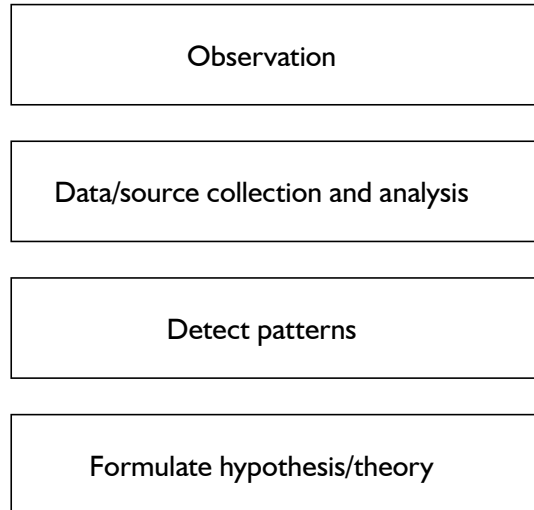 Observation
Data/source collection and analysis
Detect patterns
Formulate hypothesis/theory